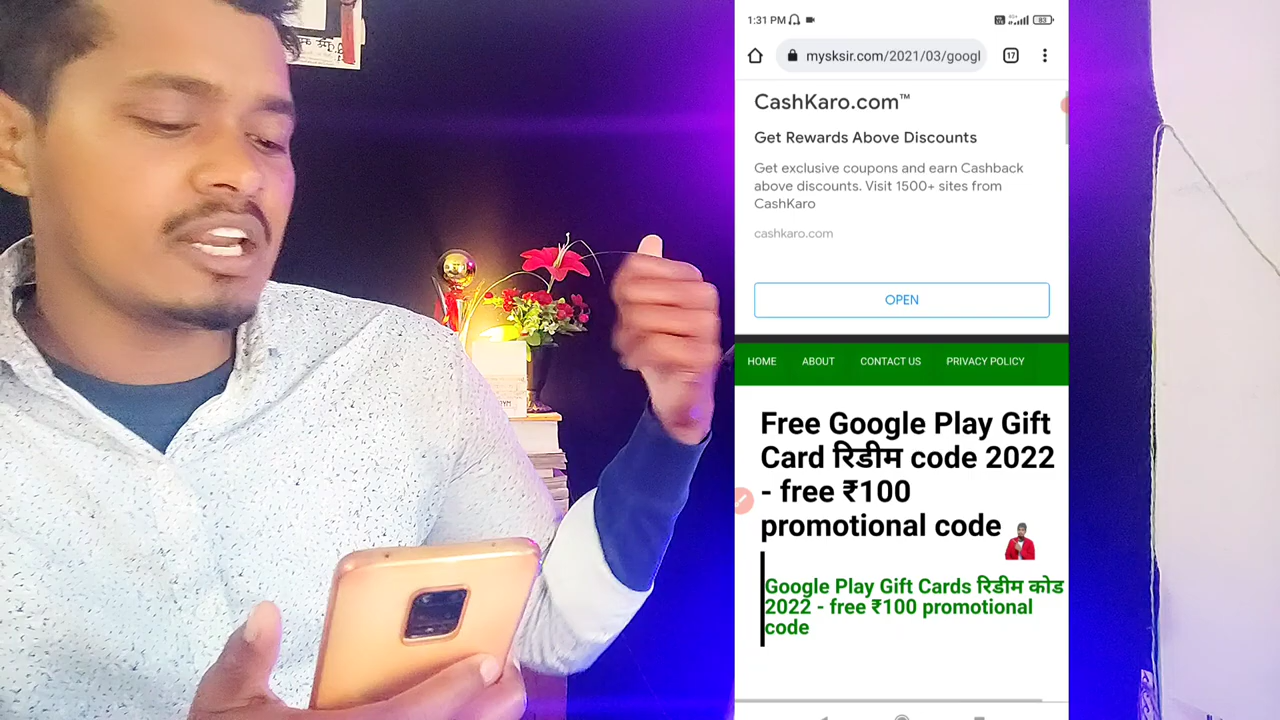 1:31 PM
83
mysksir.com/2021/03/googl
17
CashKaro.com™
Get Rewards Above Discounts
Get exclusive coupons and earn Cashback
above discounts. Visit 1500+ sites from
CashKaro
cashkaro.com
OPEN
HOME ABOUT CONTACT US PRIVACY POLICY
Free Google Play Gift
Card रिडीम code 2022
- free ₹100
promotional code
Google Play Gift Cards रिडीम कोड
2022 - free ₹100 promotional
code